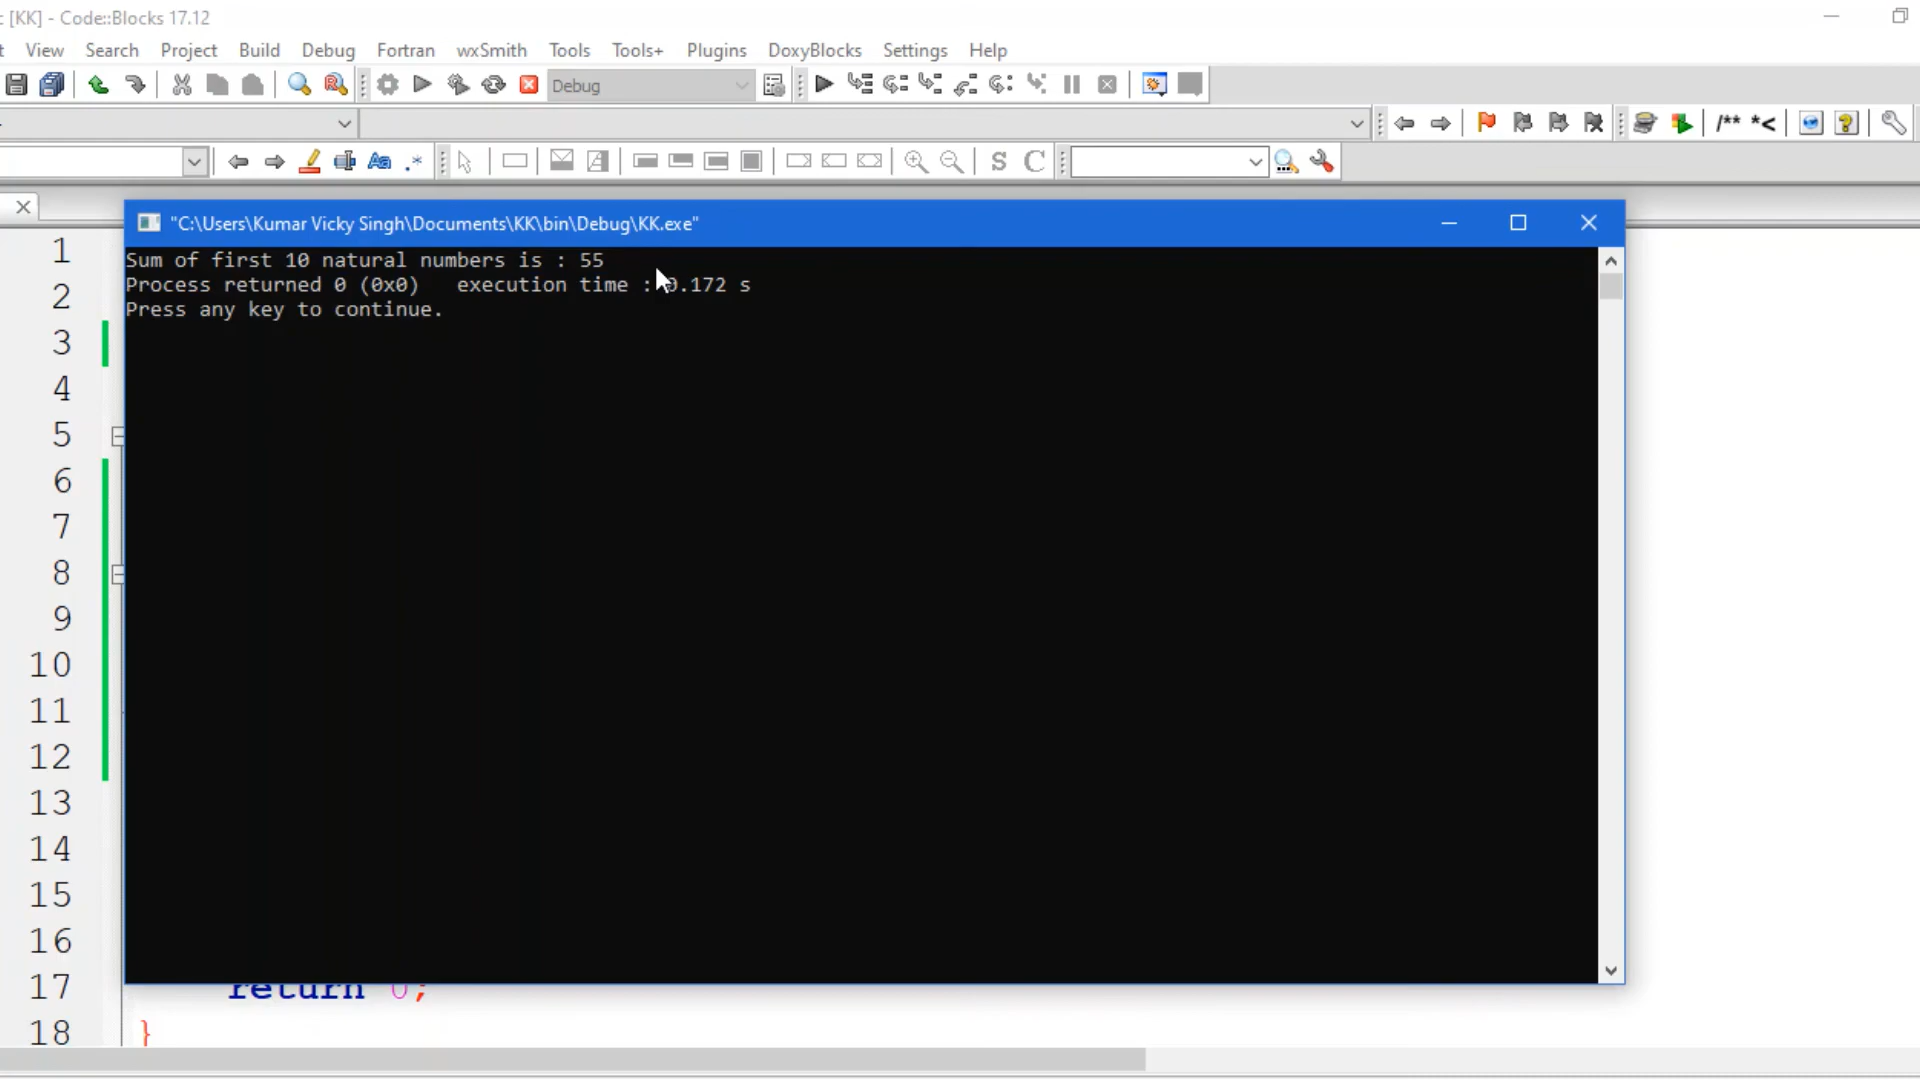 [KK] - Code::Blocks 17.12
View Search Project Build Debug Fortran wxSmith Tools Tools+ Plugins DoxyBlocks Settings Help
Debug
/** *<
Aa .* S C
"C:\Users\Kumar Vicky Singh\Documents\KK\bin\Debug\KK.exe"
Sum of first 10 natural numbers is : 55
Process returned 0 (0x0) execution time : 0.172 s
Press any key to continue.
1
2
3
4
5
6
7
8
9
10
11
12
13
14
15
16
17 return 0;
18 }